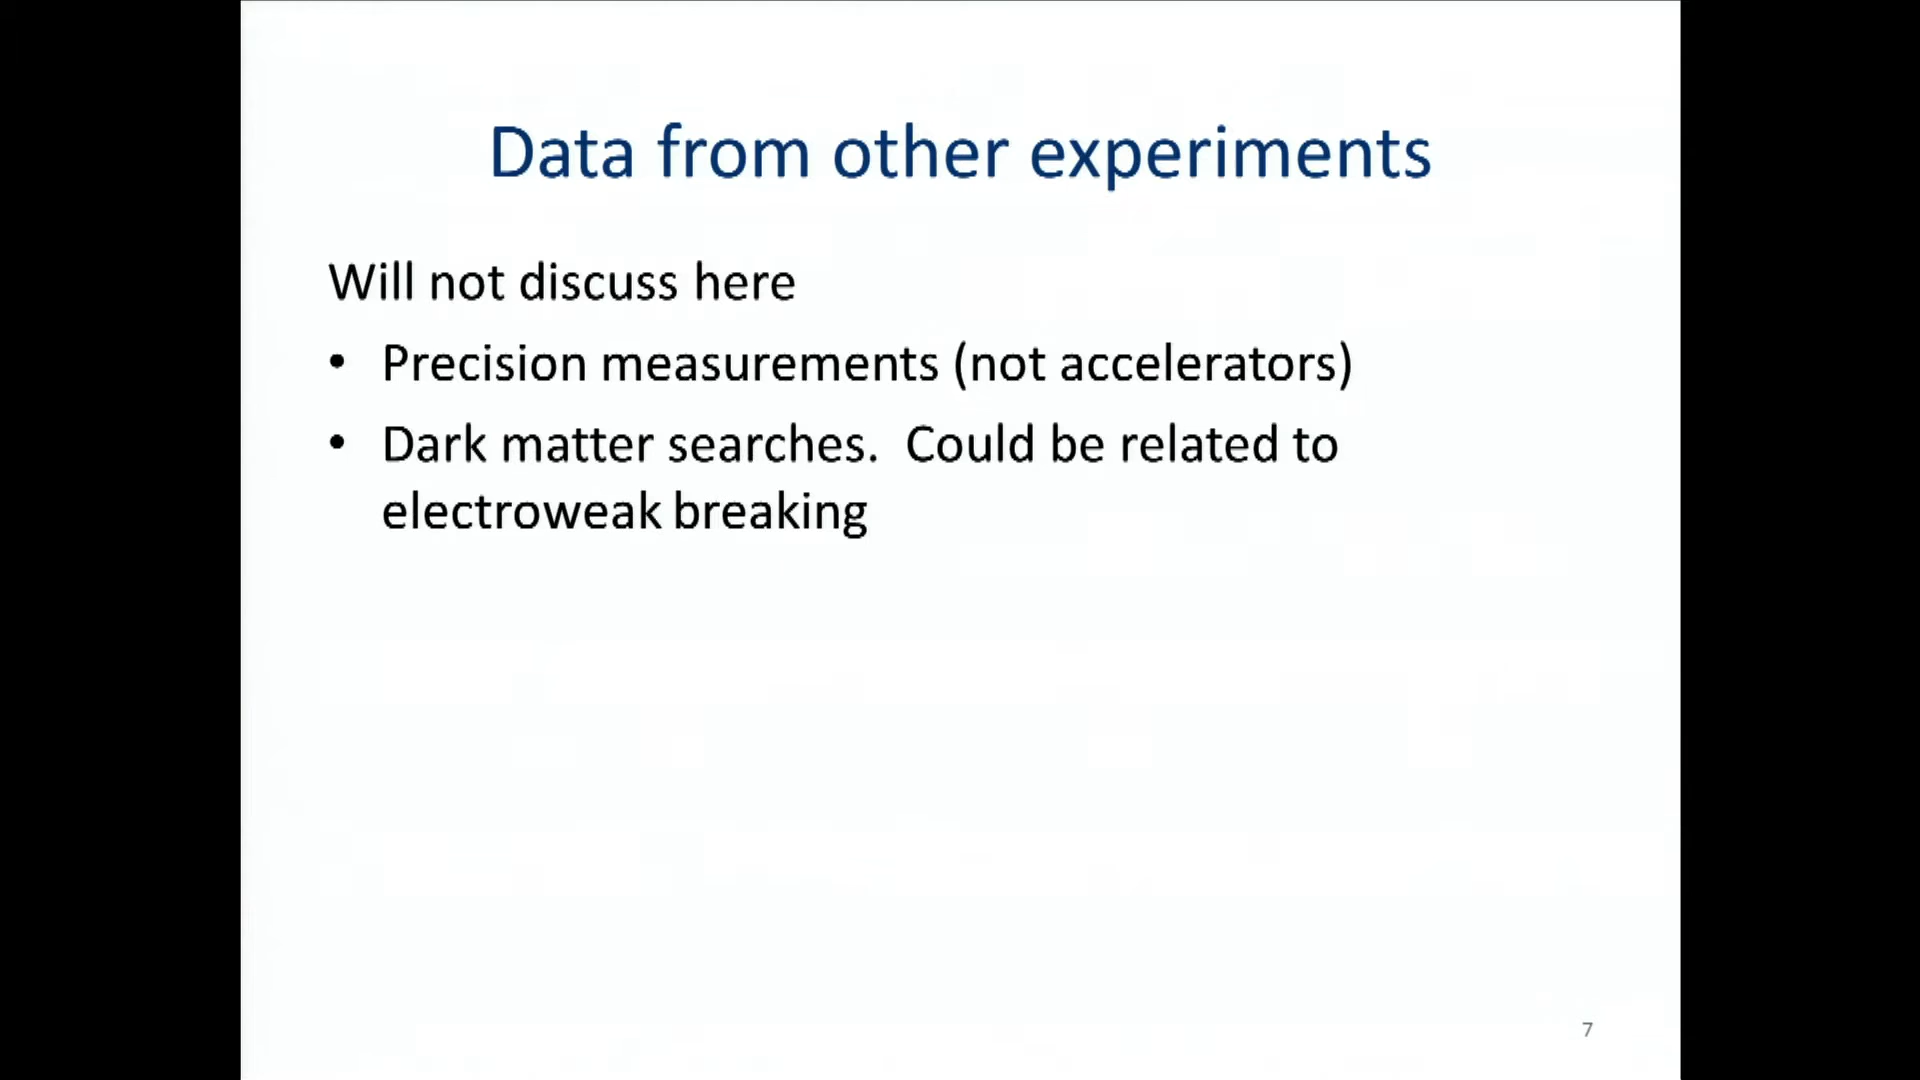 Data from other experiments
Will not discuss here
• Precision measurements (not accelerators)
• Dark matter searches.  Could be related to
electroweak breaking
7